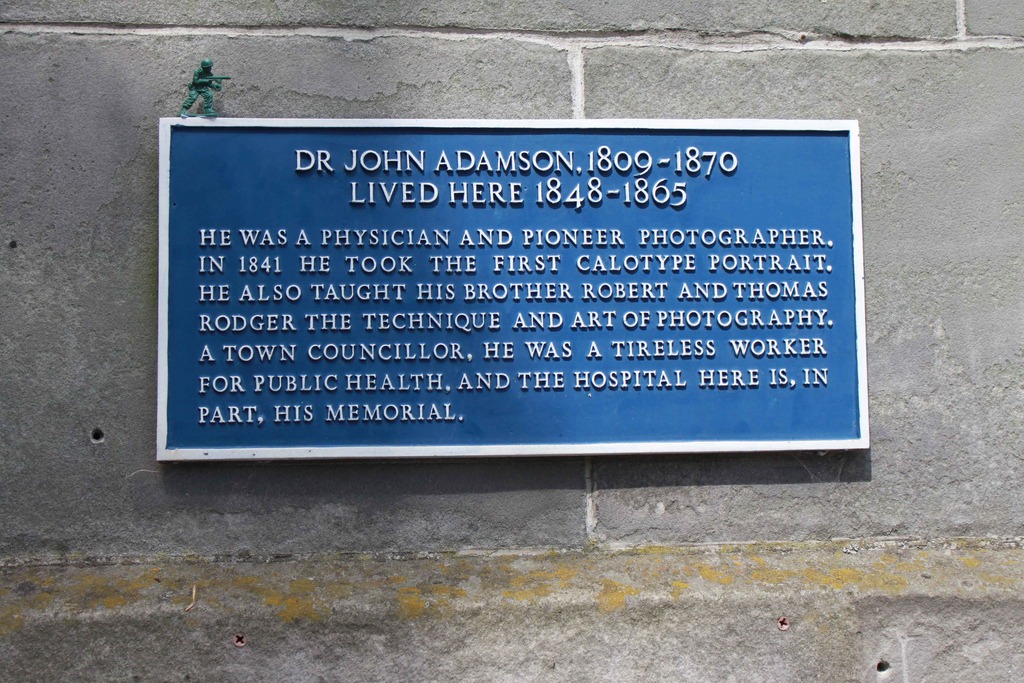 DR JOHN ADAMSON, 1809-1870
LIVED HERE 1848-1865
HE WAS A PHYSICIAN AND PIONEER PHOTOGRAPHER.
IN 1841 HE TOOK THE FIRST CALOTYPE PORTRAIT.
HE ALSO TAUGHT HIS BROTHER ROBERT AND THOMAS
RODGER THE TECHNIQUE AND ART OF PHOTOGRAPHY.
A TOWN COUNCILLOR, HE WAS A TIRELESS WORKER
FOR PUBLIC HEALTH, AND THE HOSPITAL HERE IS, IN
PART, HIS MEMORIAL.